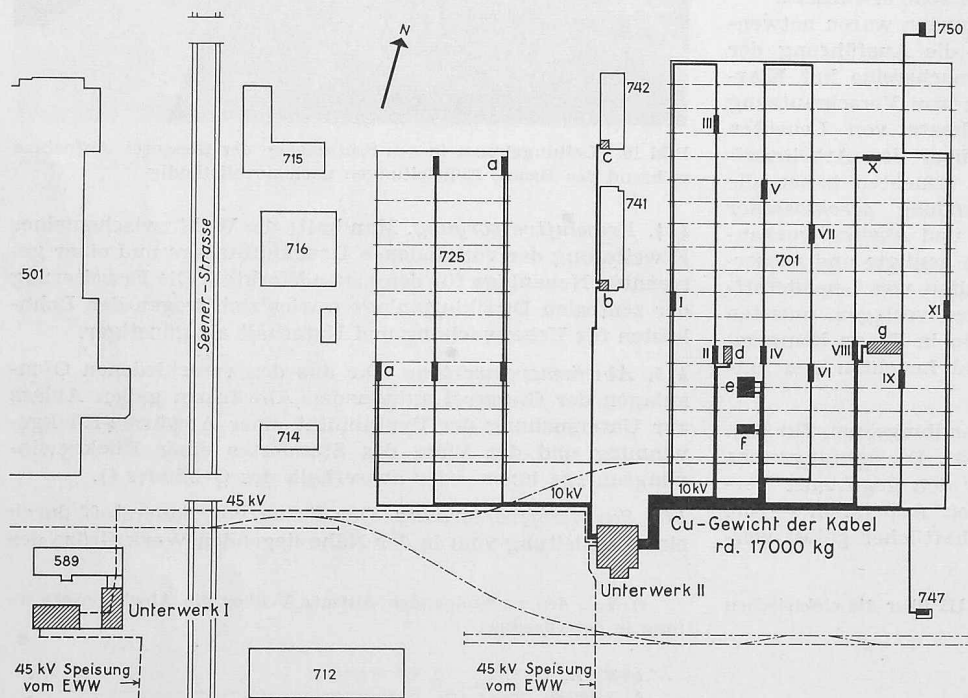 N
750
742
III
715
a
c
X
V
741
716
725
VII
701
501
Seener-Strasse
b
I
XI
g
II
d
IV
VIII
a
e
VI
IX
f
714
45 kV
10 kV
10 kV
Cu-Gewicht der Kabel
rd. 17000 kg
589
Unterwerk I
Unterwerk II
747
45 kV Speisung
vom EWW
712
45 kV Speisung
vom EWW